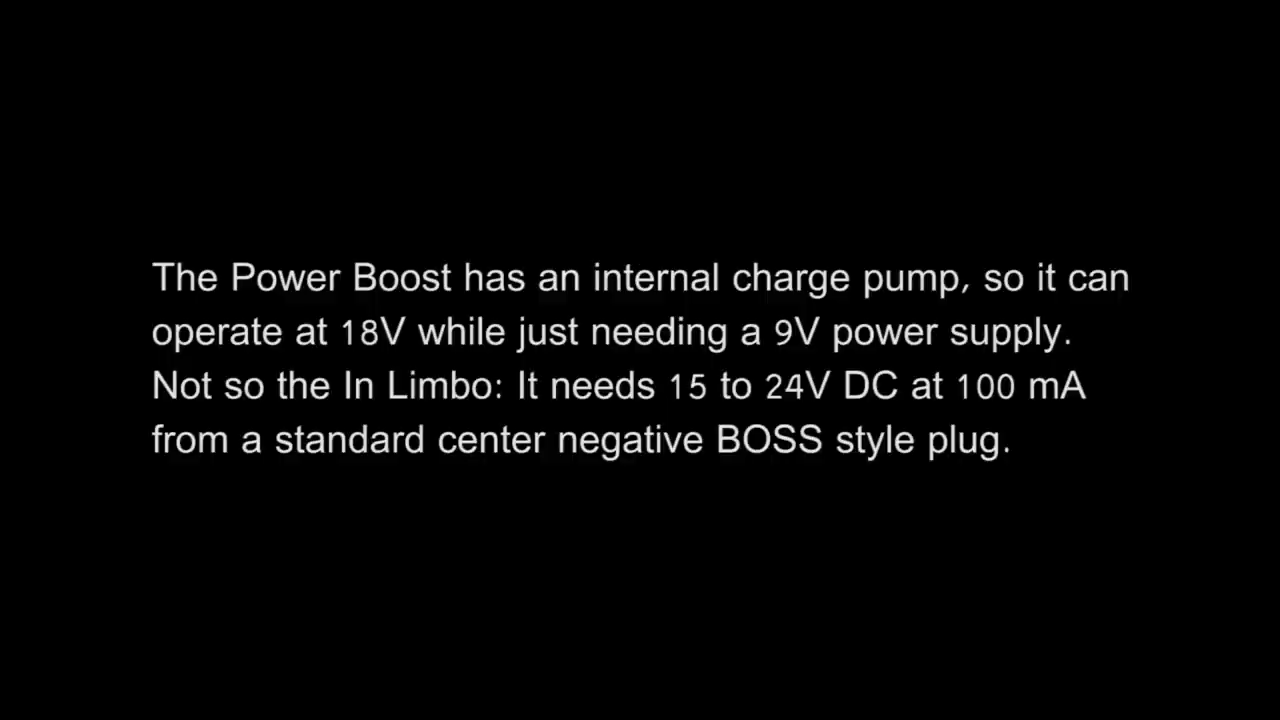 The Power Boost has an internal charge pump, so it can
operate at 18V while just needing a 9V power supply.
Not so the In Limbo: It needs 15 to 24V DC at 100 mA
from a standard center negative BOSS style plug.